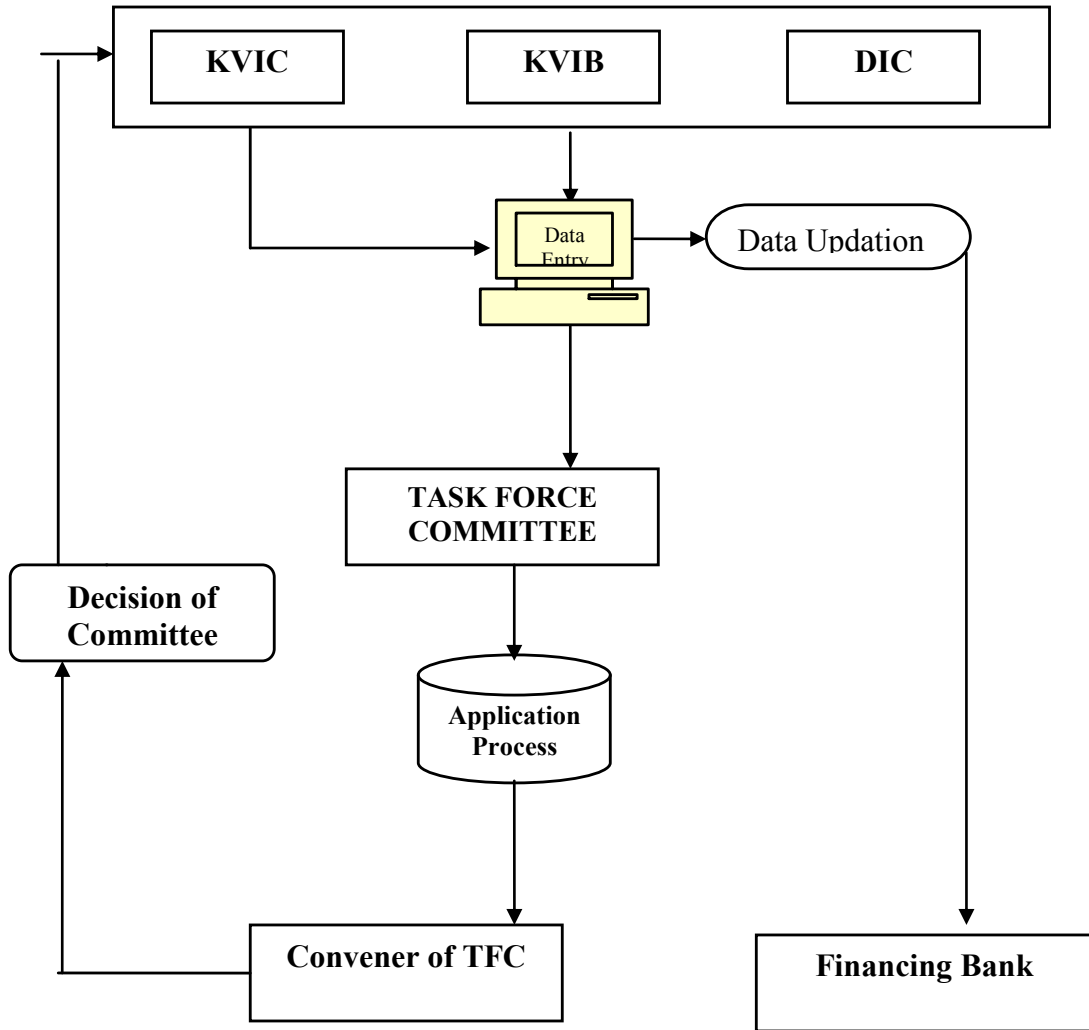 KVIC
KVIB
DIC
Data
Entry
Data Updation
TASK FORCE
COMMITTEE
Decision of
Committee
Application
Process
Convener of TFC
Financing Bank